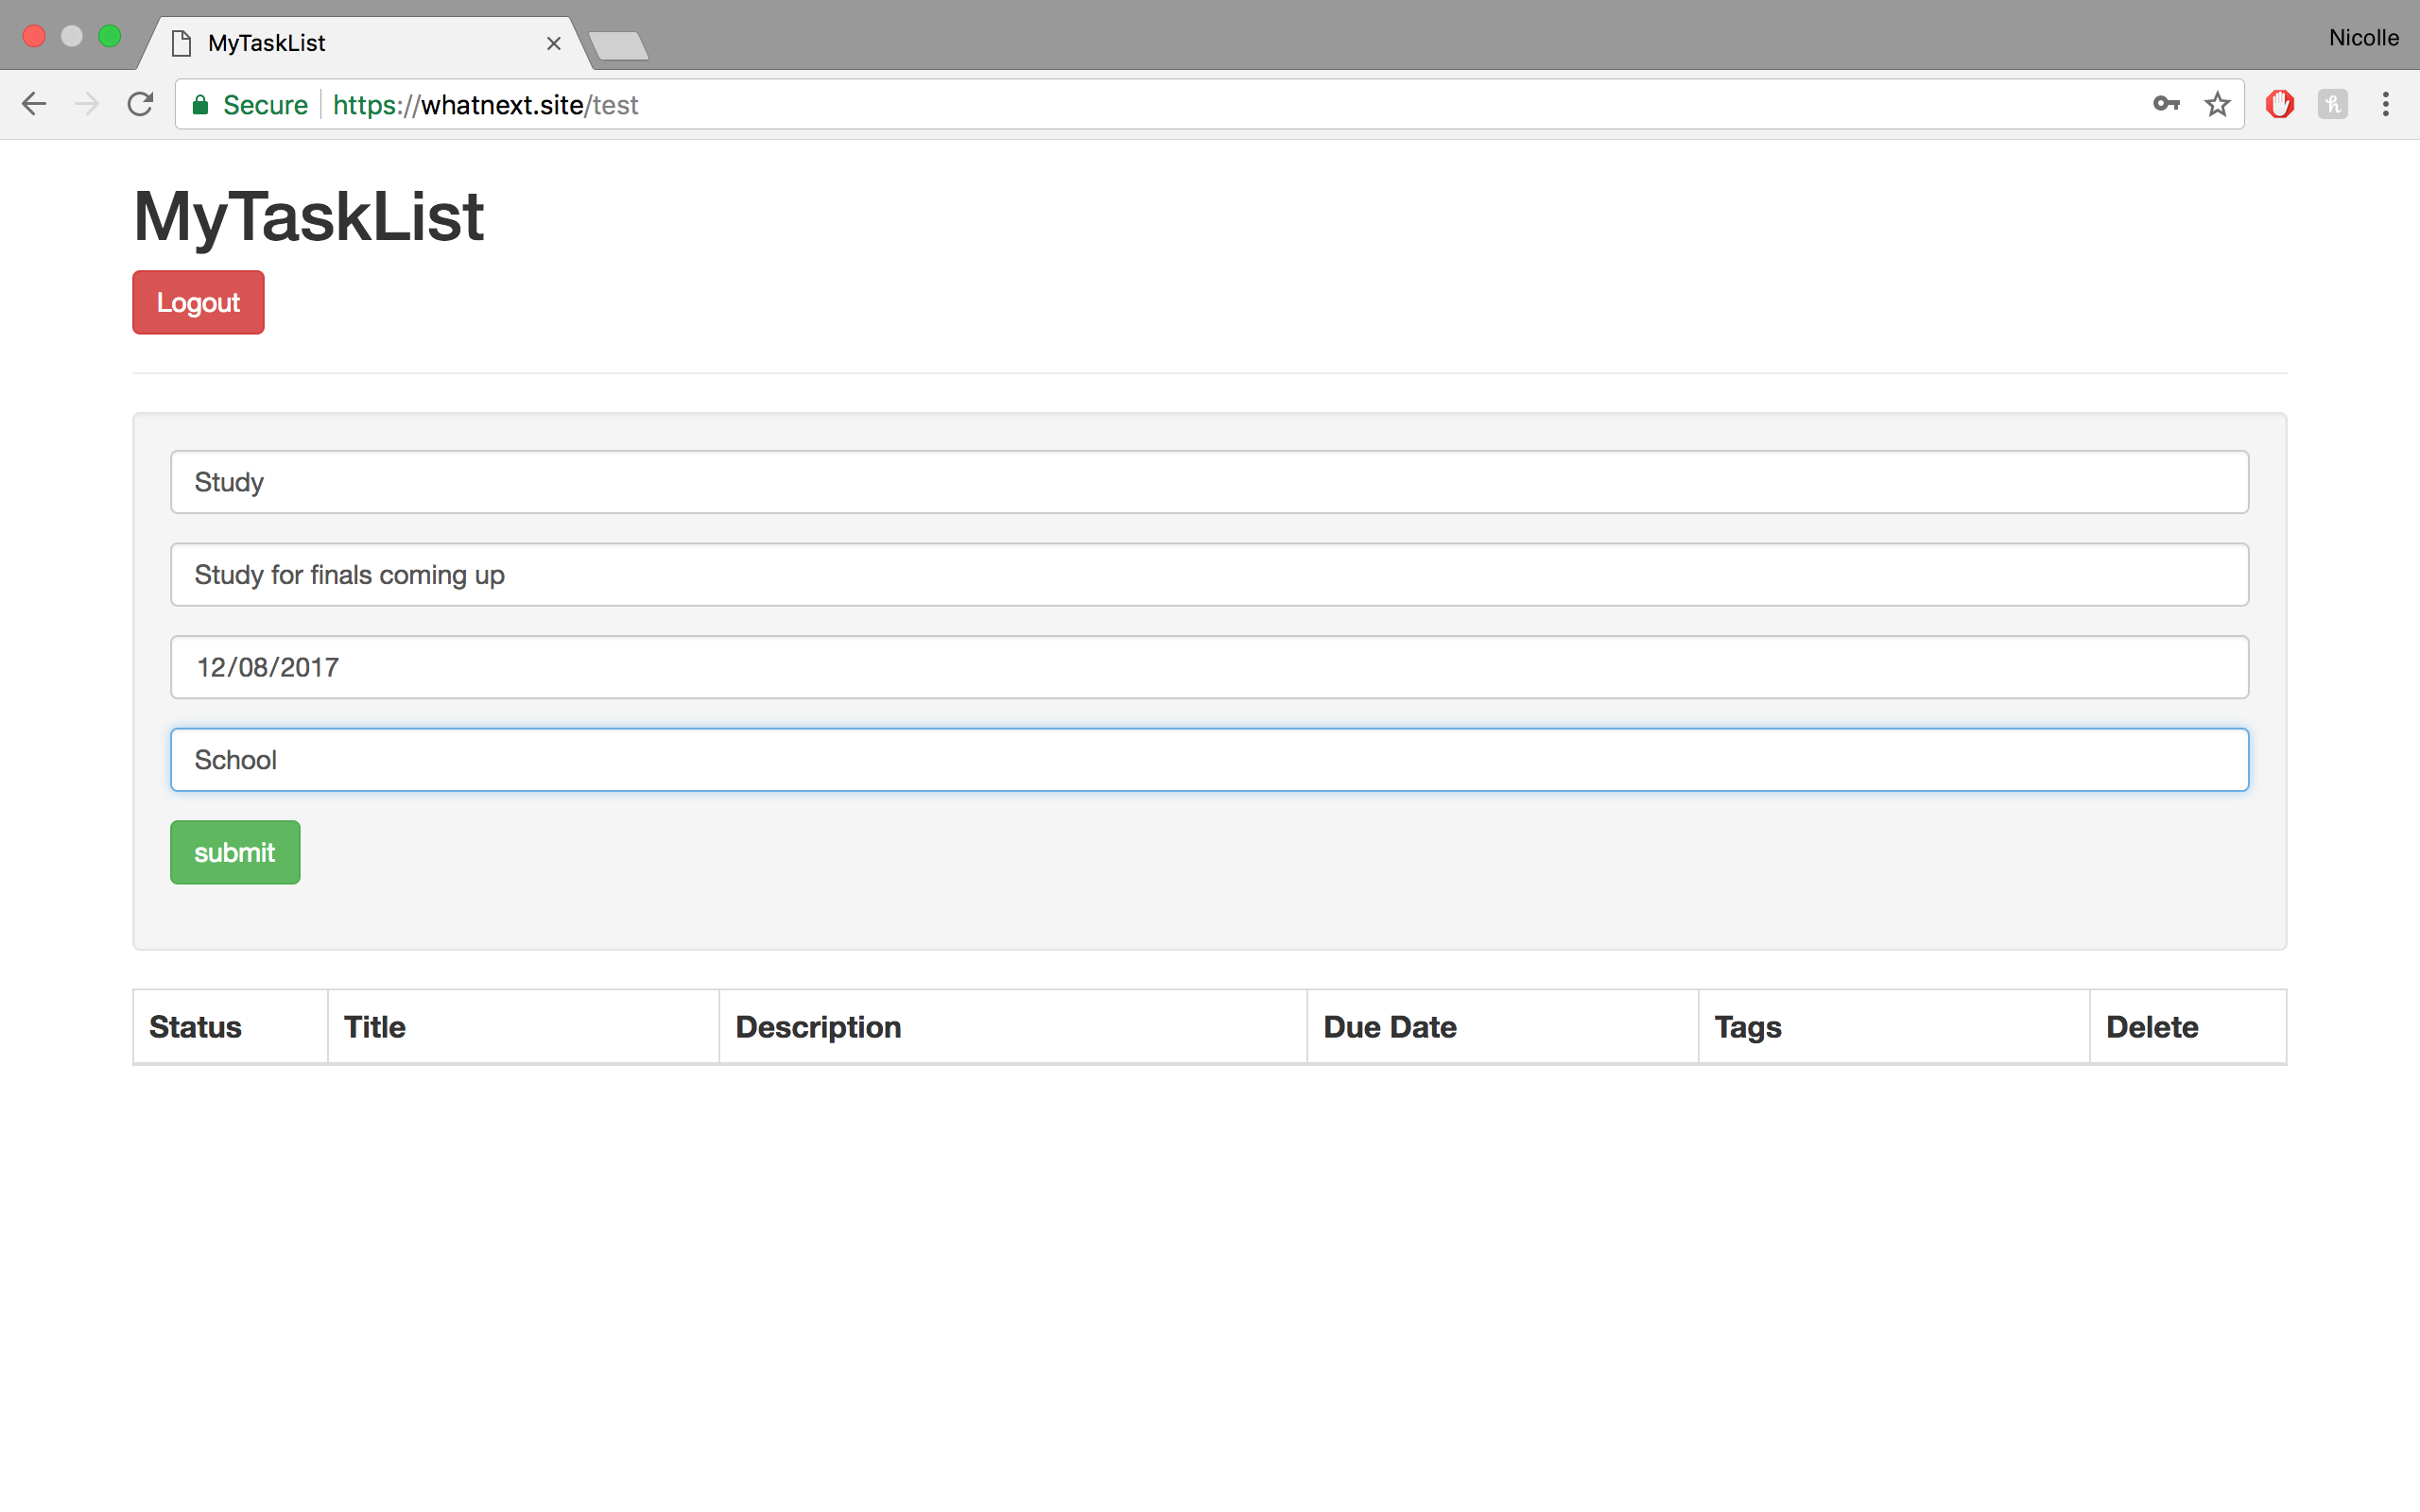 MyTaskList
Nicolle
Secure https://whatnext.site/test
MyTaskList
Logout
Study
Study for finals coming up
12/08/2017
School
submit
Status Title Description Due Date Tags Delete